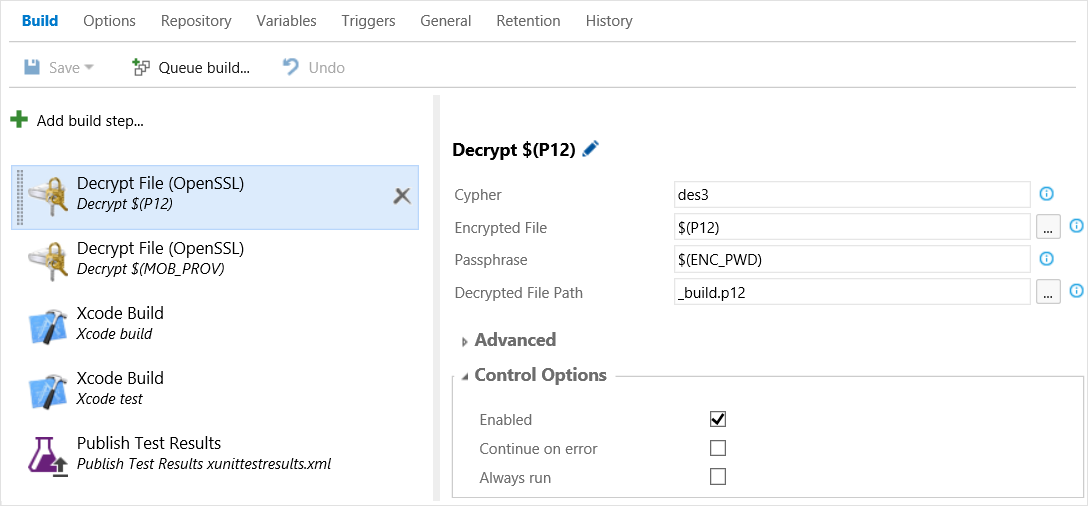 Build Options Repository Variables Triggers General Retention History
Save Queue build... Undo
Add build step...
Decrypt File (OpenSSL)
Decrypt $(P12)
Decrypt File (OpenSSL)
Decrypt $(MOB_PROV)
Xcode Build
Xcode build
Xcode Build
Xcode test
Publish Test Results
Publish Test Results xunittestresults.xml
Decrypt $(P12)
Cypher des3
Encrypted File $(P12) ...
Passphrase $(ENC_PWD)
Decrypted File Path _build.p12 ...
Advanced
Control Options
Enabled
Continue on error
Always run